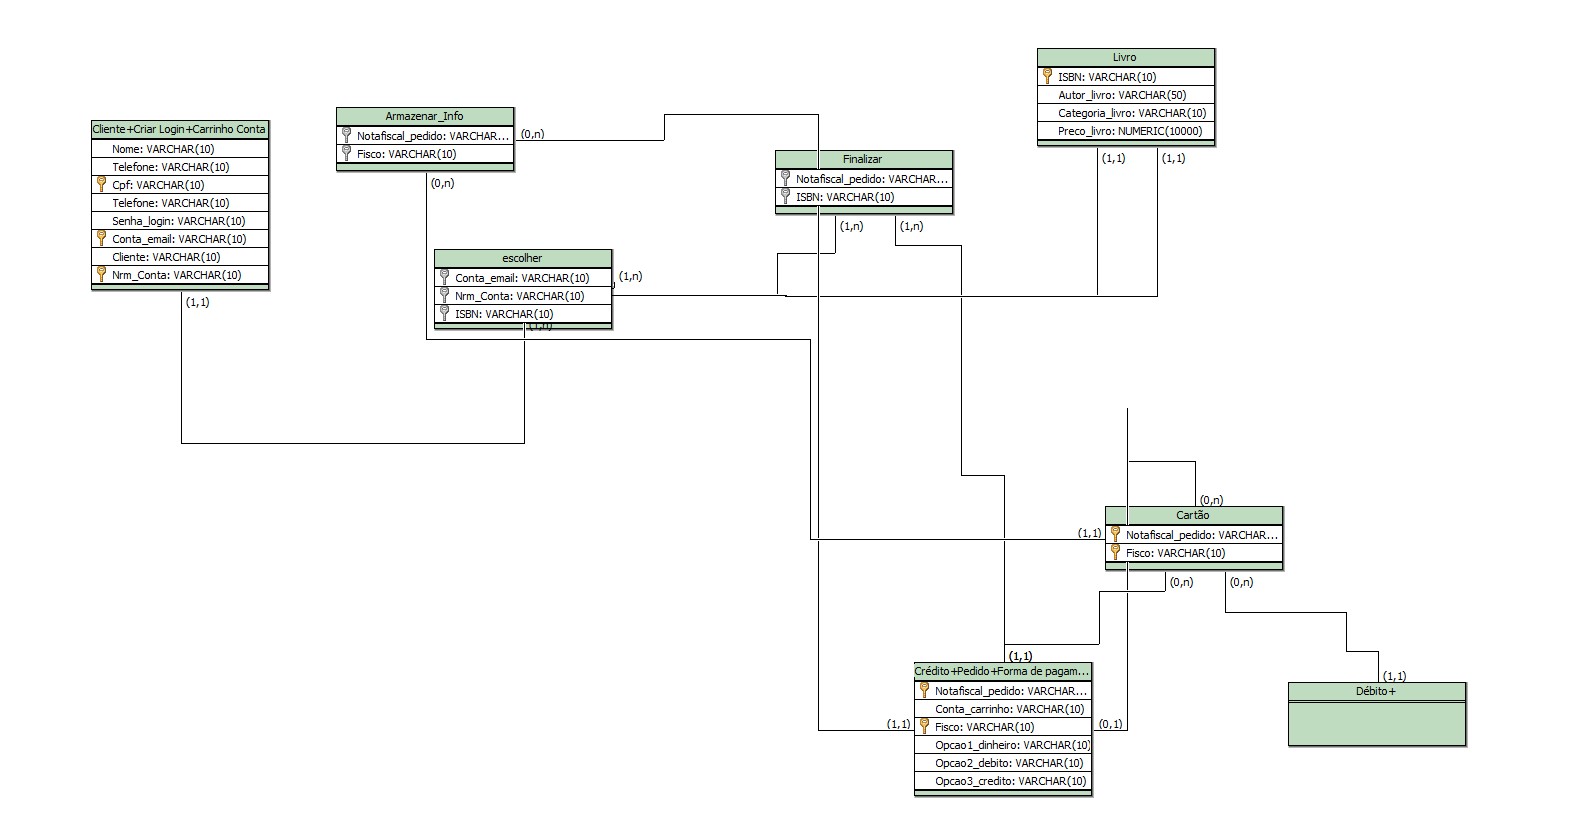 Cliente+Criar Login+Carrinho Conta
Nome: VARCHAR(10)
Telefone: VARCHAR(10)
Cpf: VARCHAR(10)
Telefone: VARCHAR(10)
Senha_login: VARCHAR(10)
Conta_email: VARCHAR(10)
Cliente: VARCHAR(10)
Nrm_Conta: VARCHAR(10)
(1,1)
Armazenar_Info
Notafiscal_pedido: VARCHAR...
Fisco: VARCHAR(10)
(0,n)
(0,n)
escolher
Conta_email: VARCHAR(10)
Nrm_Conta: VARCHAR(10)
ISBN: VARCHAR(10)
(1,n)
(1,n)
Finalizar
Notafiscal_pedido: VARCHAR...
ISBN: VARCHAR(10)
(1,n)
(1,n)
Livro
ISBN: VARCHAR(10)
Autor_livro: VARCHAR(50)
Categoria_livro: VARCHAR(10)
Preco_livro: NUMERIC(10000)
(1,1)
(1,1)
(0,n)
Cartão
(1,1)
Notafiscal_pedido: VARCHAR...
Fisco: VARCHAR(10)
(0,n)
(0,n)
(1,1)
Crédito+Pedido+Forma de pagam...
Notafiscal_pedido: VARCHAR...
Conta_carrinho: VARCHAR(10)
Fisco: VARCHAR(10)
Opcao1_dinheiro: VARCHAR(10)
Opcao2_debito: VARCHAR(10)
Opcao3_credito: VARCHAR(10)
(1,1)
(0,1)
(1,1)
Débito+